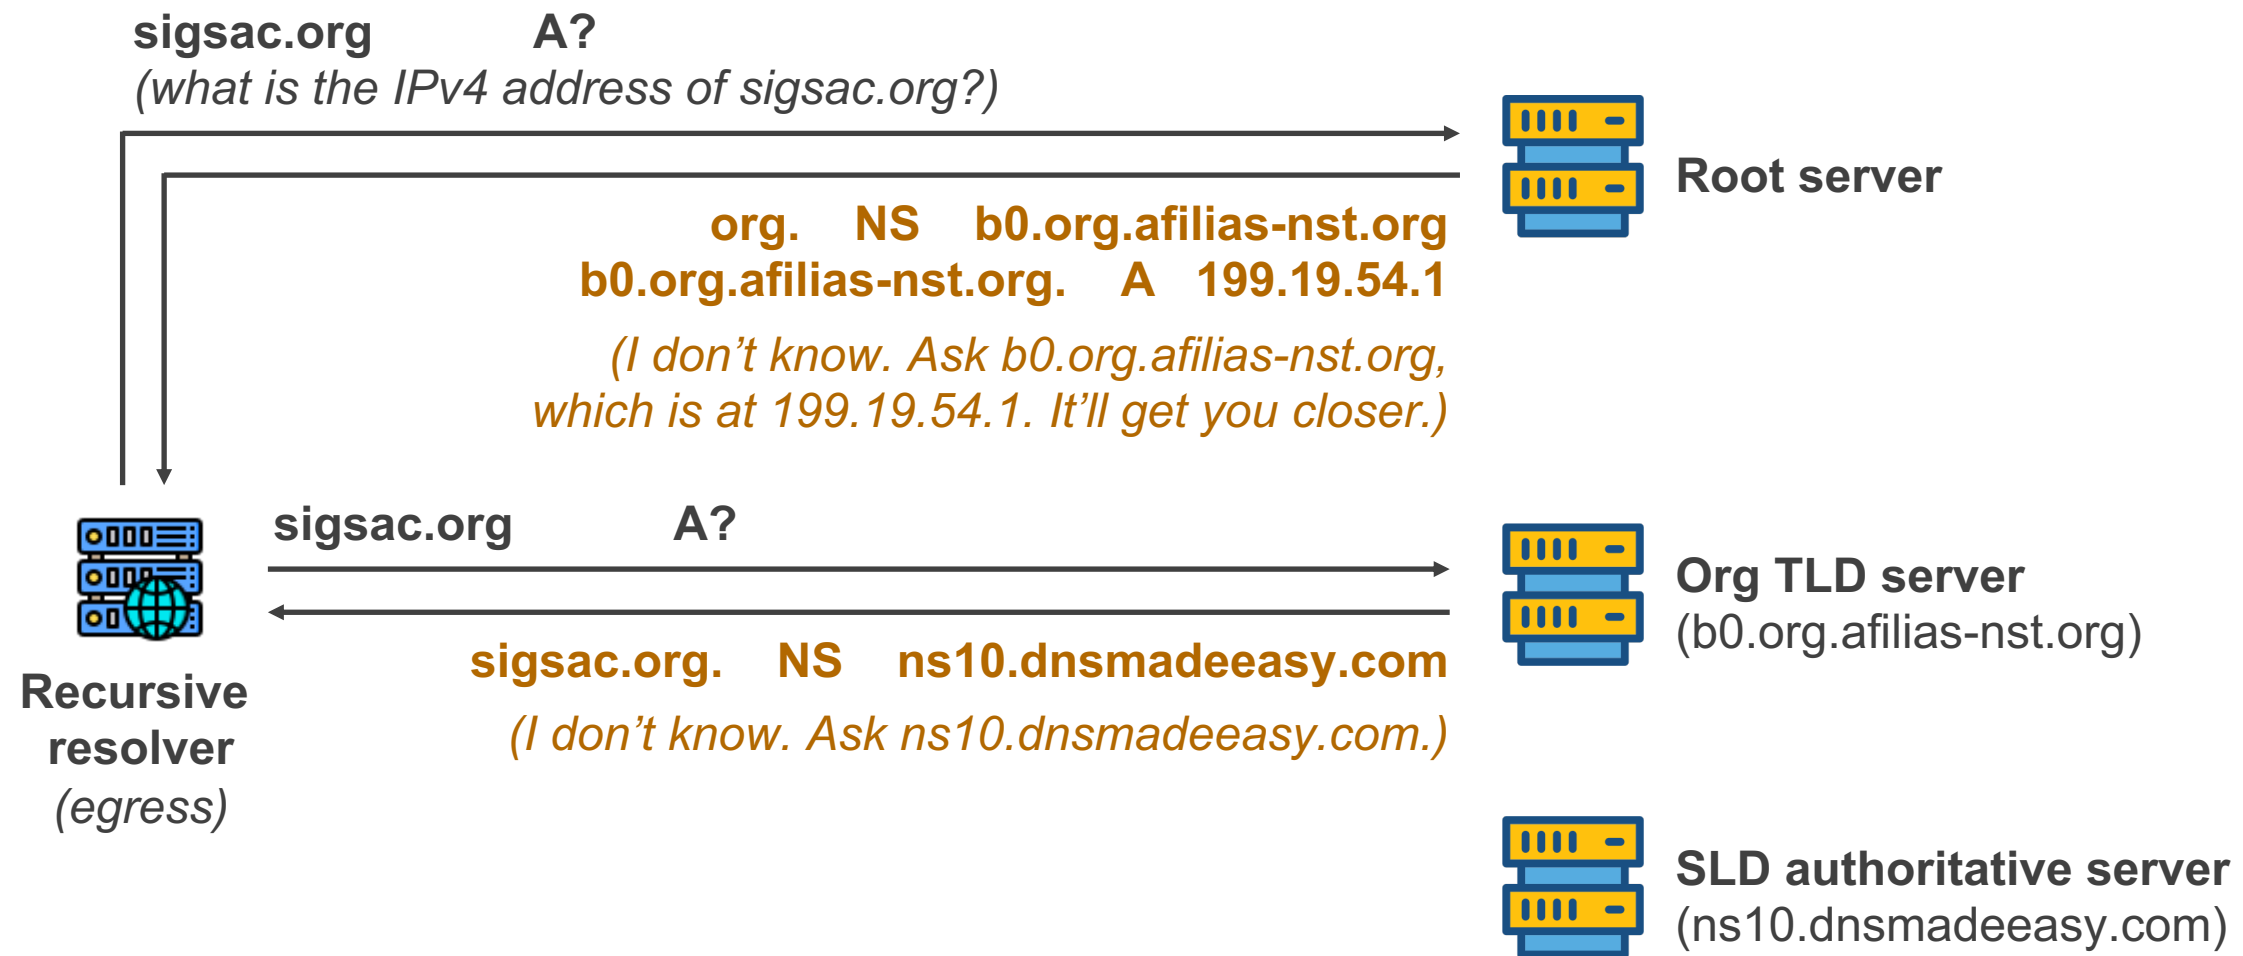 sigsac.org A?
(what is the IPv4 address of sigsac.org?)
Root server
org. NS b0.org.afilias-nst.org
b0.org.afilias-nst.org. A 199.19.54.1
(I don’t know. Ask b0.org.afilias-nst.org,
which is at 199.19.54.1. It’ll get you closer.)
sigsac.org A?
Org TLD server
(b0.org.afilias-nst.org)
sigsac.org. NS ns10.dnsmadeeasy.com
(I don’t know. Ask ns10.dnsmadeeasy.com.)
Recursive
resolver
(egress)
SLD authoritative server
(ns10.dnsmadeeasy.com)